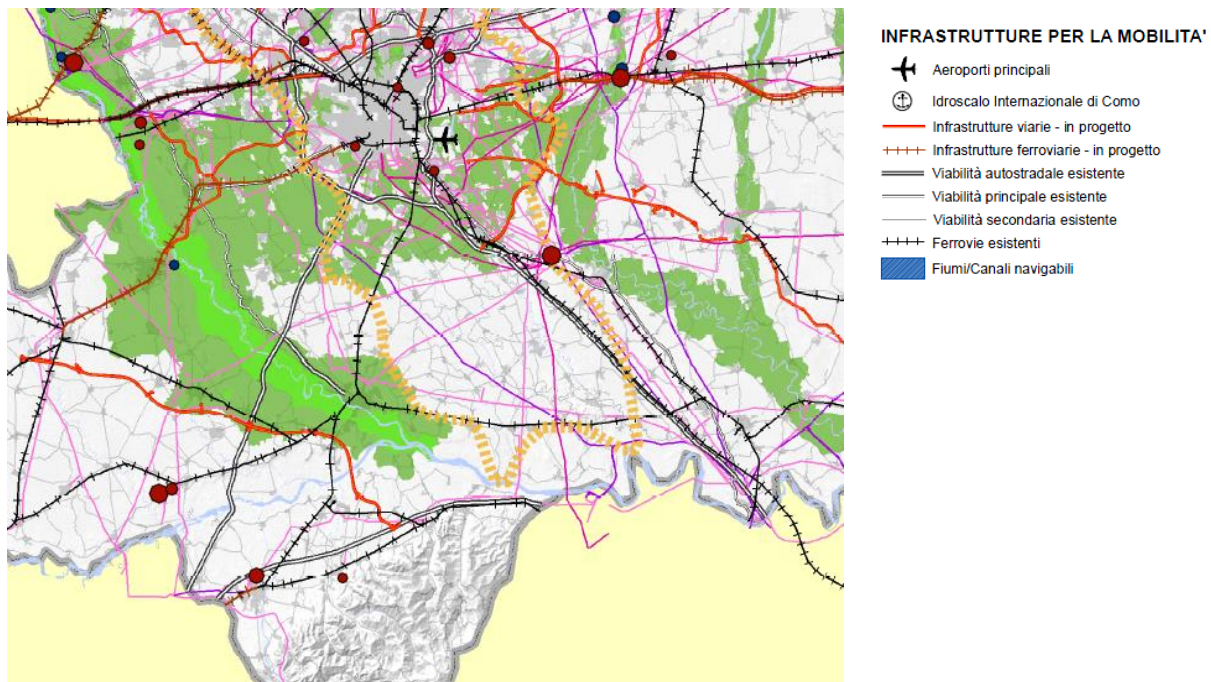 INFRASTRUTTURE PER LA MOBILITA'
Aeroporti principali
Idroscalo Internazionale di Como
Infrastrutture viarie - in progetto
Infrastrutture ferroviarie - in progetto
Viabilità autostradale esistente
Viabilità principale esistente
Viabilità secondaria esistente
Ferrovie esistenti
Fiumi/Canali navigabili